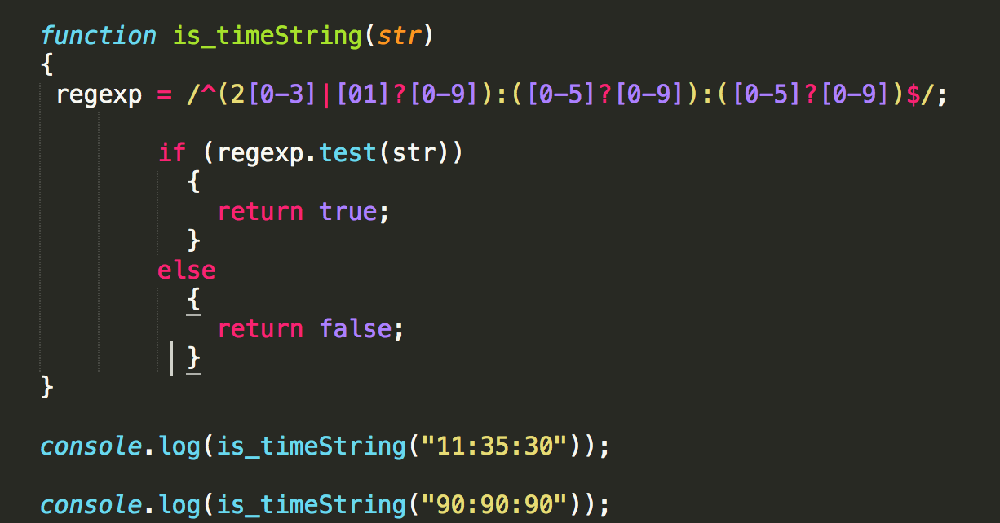 function is_timeString(str)
{
regexp = /^(2[0-3]|[01]?[0-9]):([0-5]?[0-9]):([0-5]?[0-9])$/;
if (regexp.test(str))
{
return true;
}
else
{
return false;
}
}
console.log(is_timeString("11:35:30"));
console.log(is_timeString("90:90:90"));